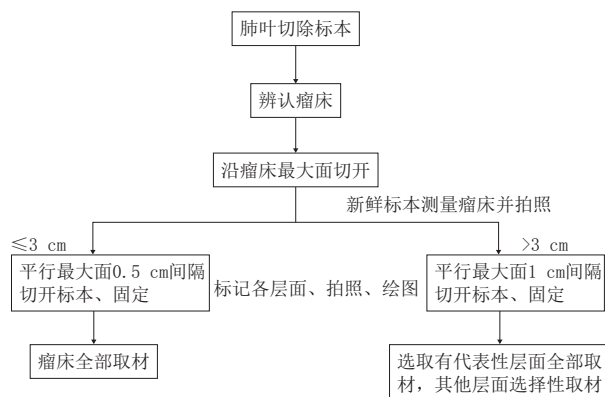 肺叶切除标本
辨认瘤床
沿瘤床最大面切开
新鲜标本测量瘤床并拍照
≤3 cm
>3 cm
平行最大面0.5 cm间隔
切开标本、固定
标记各层面、拍照、绘图
平行最大面1 cm间隔
切开标本、固定
瘤床全部取材
选取有代表性层面全部取
材，其他层面选择性取材